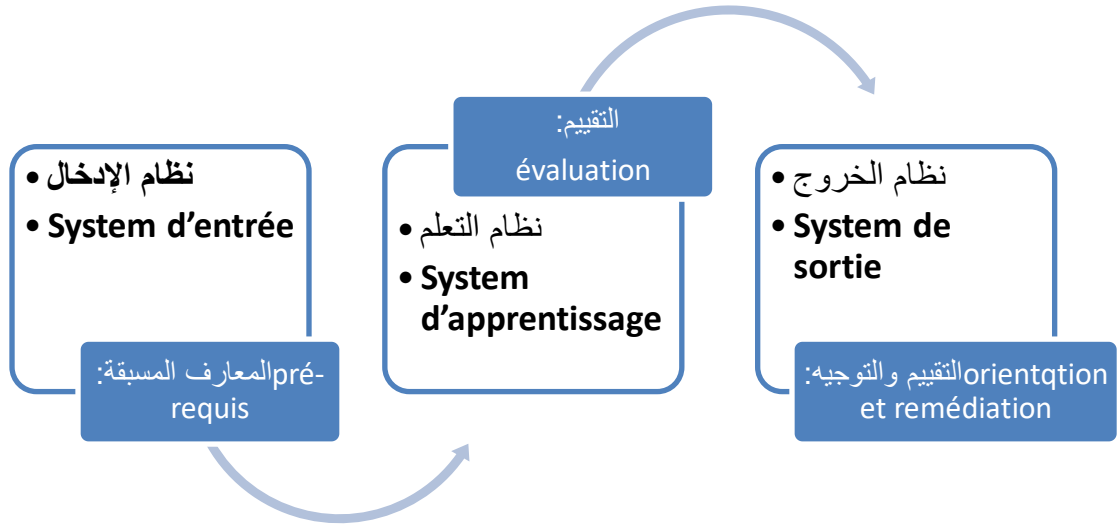 • نظام الإدخال
• System d'entrée
المعارف المسبقة: pré-
requis
التقييم:
évaluation
• نظام التعلم
• System
d'apprentissage
• نظام الخروج
• System de
sortie
التقييم والتوجيه: orientqtion
et remédiation